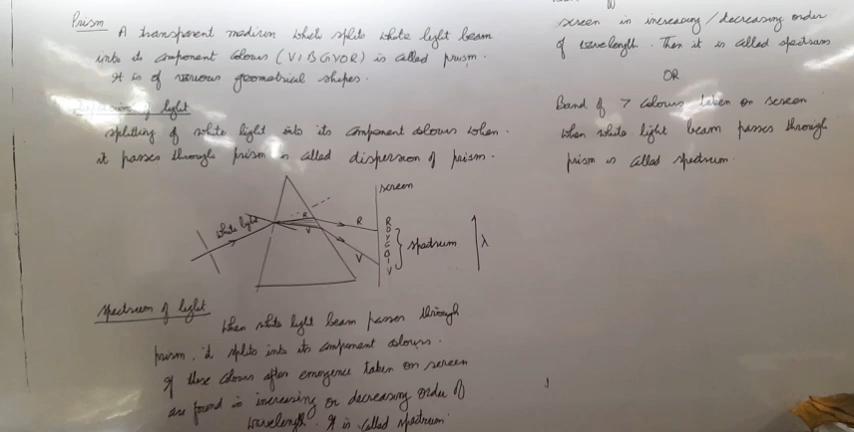 Prism
A transparent medium which splits white light beam
into its component colours (VIBGYOR) is called prism.
It is of various geometrical shapes.
Dispersion of light
splitting of white light into its component colours when
it passes through prism is called dispersion of prism.
screen
white light
R
V
R
V
R
O
Y
G
B
I
V
spectrum
λ
Spectrum of light
When white light beam passes through
prism, it splits into its component colours.
If these colours after emergence taken on screen
are found in increasing or decreasing order of
wavelength. It is called spectrum.
screen in increasing/decreasing order
of wavelength. Then it is called spectrum
OR
Band of 7 colours taken on screen
when white light beam passes through
prism is called spectrum.